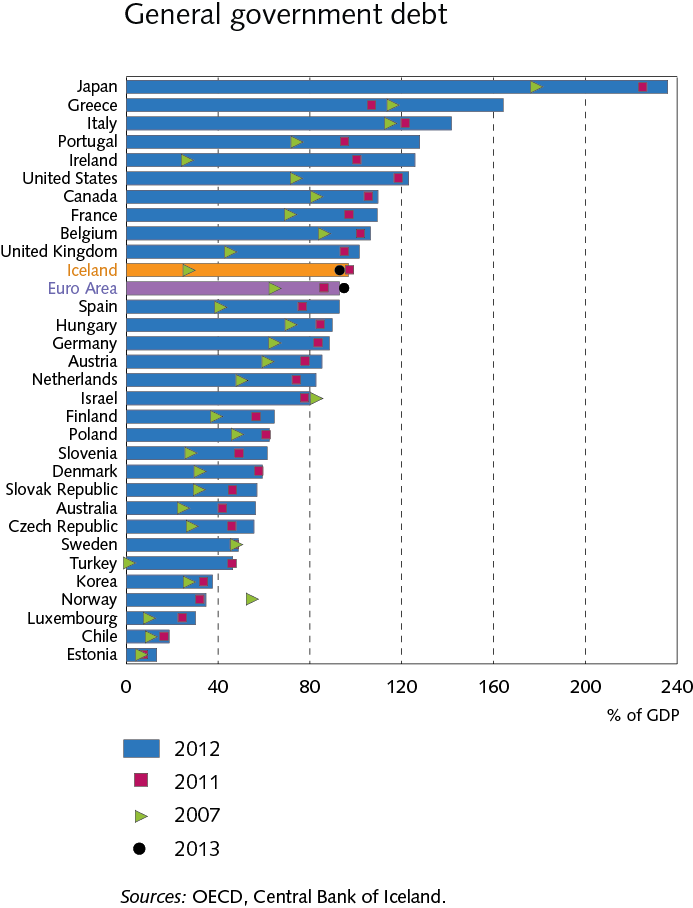 General government debt
Japan
Greece
Italy
Portugal
Ireland
United States
Canada
France
Belgium
United Kingdom
Iceland
Euro Area
Spain
Hungary
Germany
Austria
Netherlands
Israel
Finland
Poland
Slovenia
Denmark
Slovak Republic
Australia
Czech Republic
Sweden
Turkey
Korea
Norway
Luxembourg
Chile
Estonia
0 40 80 120 160 200 240
% of GDP
2012
2011
2007
2013
Sources: OECD, Central Bank of Iceland.